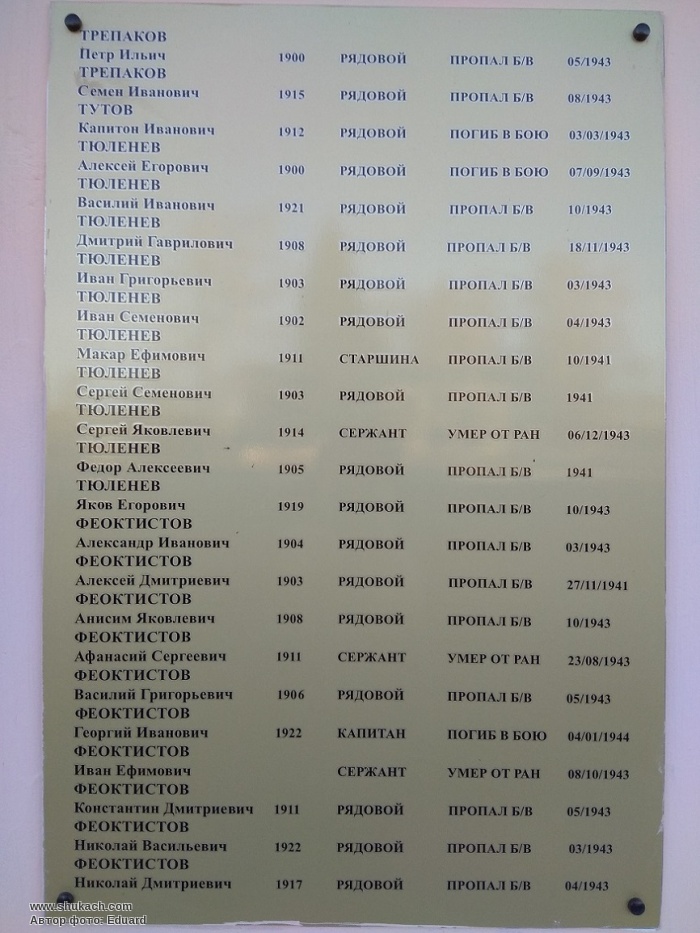 ТРЕПАКОВ
Петр Ильич 1900 РЯДОВОЙ ПРОПАЛ Б/В 05/1943
ТРЕПАКОВ
Семен Иванович 1915 РЯДОВОЙ ПРОПАЛ Б/В 08/1943
ТУТОВ
Капитон Иванович 1912 РЯДОВОЙ ПОГИБ В БОЮ 03/03/1943
ТЮЛЕНЕВ
Алексей Егорович 1900 РЯДОВОЙ ПОГИБ В БОЮ 07/09/1943
ТЮЛЕНЕВ
Василий Иванович 1921 РЯДОВОЙ ПРОПАЛ Б/В 10/1943
ТЮЛЕНЕВ
Дмитрий Гаврилович 1908 РЯДОВОЙ ПРОПАЛ Б/В 18/11/1943
ТЮЛЕНЕВ
Иван Григорьевич 1903 РЯДОВОЙ ПРОПАЛ Б/В 03/1943
ТЮЛЕНЕВ
Иван Семенович 1902 РЯДОВОЙ ПРОПАЛ Б/В 04/1943
ТЮЛЕНЕВ
Макар Ефимович 1911 СТАРШИНА ПРОПАЛ Б/В 10/1941
ТЮЛЕНЕВ
Сергей Семенович 1903 РЯДОВОЙ ПРОПАЛ Б/В 1941
ТЮЛЕНЕВ
Сергей Яковлевич 1914 СЕРЖАНТ УМЕР ОТ РАН 06/12/1943
ТЮЛЕНЕВ
Федор Алексеевич 1905 РЯДОВОЙ ПРОПАЛ Б/В 1941
ТЮЛЕНЕВ
Яков Егорович 1919 РЯДОВОЙ ПРОПАЛ Б/В 10/1943
ФЕОКТИСТОВ
Александр Иванович 1904 РЯДОВОЙ ПРОПАЛ Б/В 03/1943
ФЕОКТИСТОВ
Алексей Дмитриевич 1903 РЯДОВОЙ ПРОПАЛ Б/В 27/11/1941
ФЕОКТИСТОВ
Анисим Яковлевич 1908 РЯДОВОЙ ПРОПАЛ Б/В 10/1943
ФЕОКТИСТОВ
Афанасий Сергеевич 1911 СЕРЖАНТ УМЕР ОТ РАН 23/08/1943
ФЕОКТИСТОВ
Василий Григорьевич 1906 РЯДОВОЙ ПРОПАЛ Б/В 05/1943
ФЕОКТИСТОВ
Георгий Иванович 1922 КАПИТАН ПОГИБ В БОЮ 04/01/1944
ФЕОКТИСТОВ
Иван Ефимович СЕРЖАНТ УМЕР ОТ РАН 08/10/1943
ФЕОКТИСТОВ
Константин Дмитриевич 1911 РЯДОВОЙ ПРОПАЛ Б/В 05/1943
ФЕОКТИСТОВ
Николай Васильевич 1922 РЯДОВОЙ ПРОПАЛ Б/В 03/1943
ФЕОКТИСТОВ
Николай Дмитриевич 1917 РЯДОВОЙ ПРОПАЛ Б/В 04/1943
www.shukach.com
Автор фото: Eduard